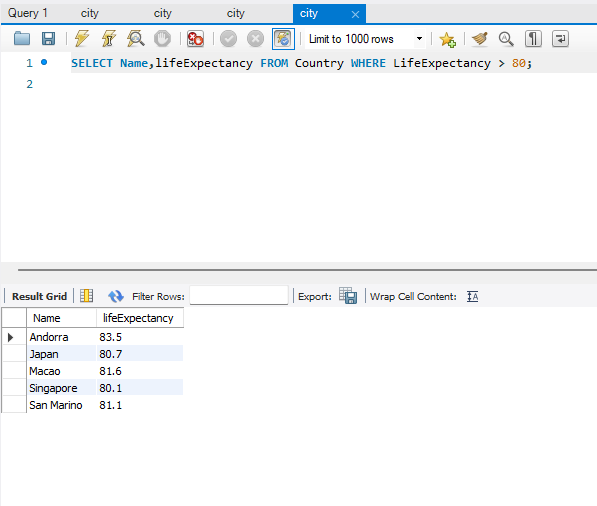 Query 1 city city city city
Limit to 1000 rows
1 SELECT Name,lifeExpectancy FROM Country WHERE LifeExpectancy > 80;
2
Result Grid Filter Rows: Export: Wrap Cell Content:
Name lifeExpectancy
Andorra 83.5
Japan 80.7
Macao 81.6
Singapore 80.1
San Marino 81.1